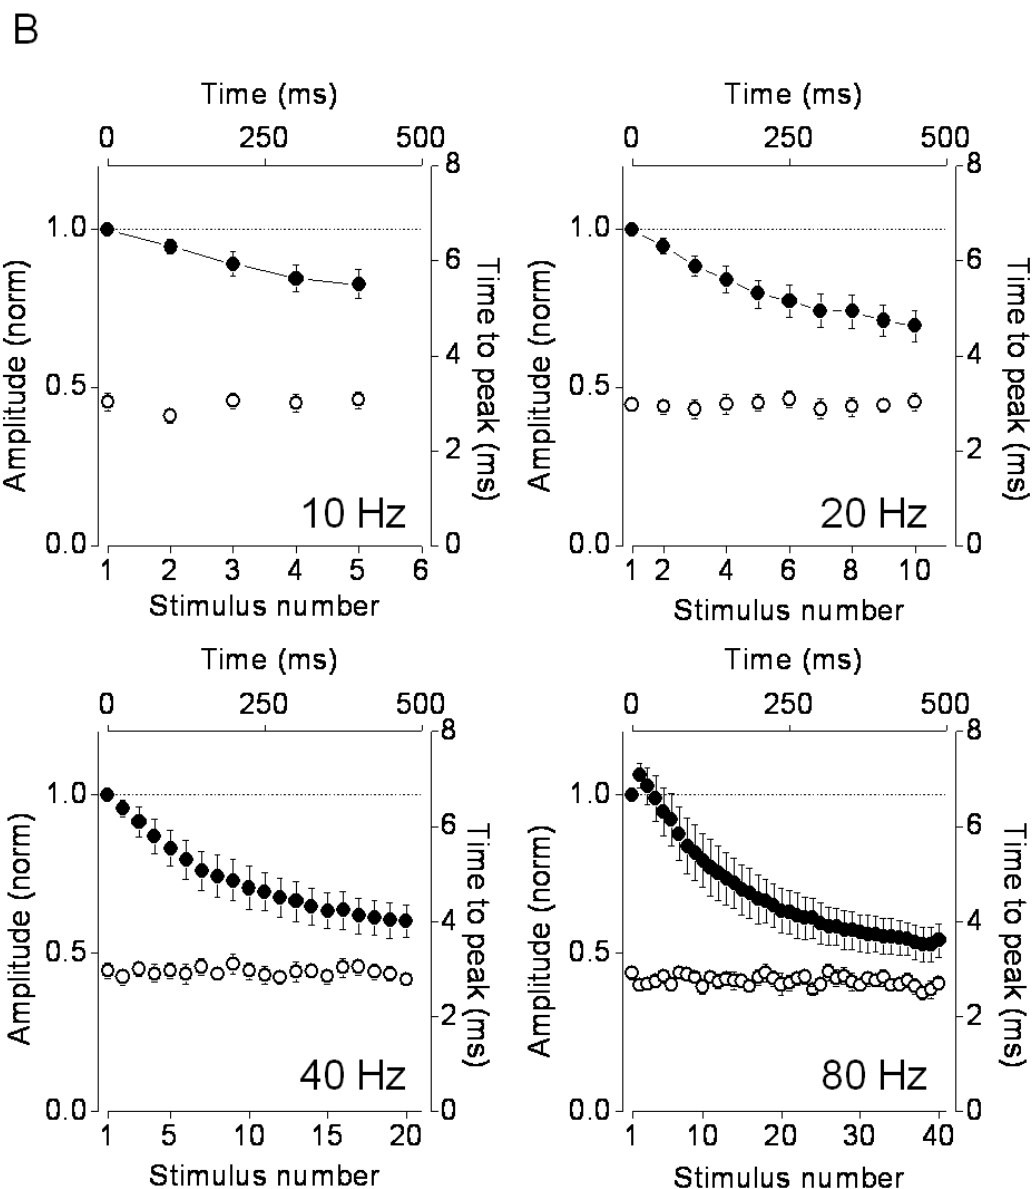 B
Time (ms)
0 250 500
8
1.0
6
Amplitude (norm)
Time to peak (ms)
0.5
4
2
10 Hz
0.0
0
1 2 3 4 5 6
Stimulus number
Time (ms)
0 250 500
8
1.0
6
Amplitude (norm)
Time to peak (ms)
0.5
4
2
20 Hz
0.0
0
1 2 4 6 8 10
Stimulus number
Time (ms)
0 250 500
8
1.0
6
Amplitude (norm)
Time to peak (ms)
4
0.5
2
40 Hz
0.0
0
1 5 10 15 20
Stimulus number
Time (ms)
0 250 500
8
1.0
6
Amplitude (norm)
Time to peak (ms)
4
0.5
2
80 Hz
0.0
0
1 10 20 30 40
Stimulus number